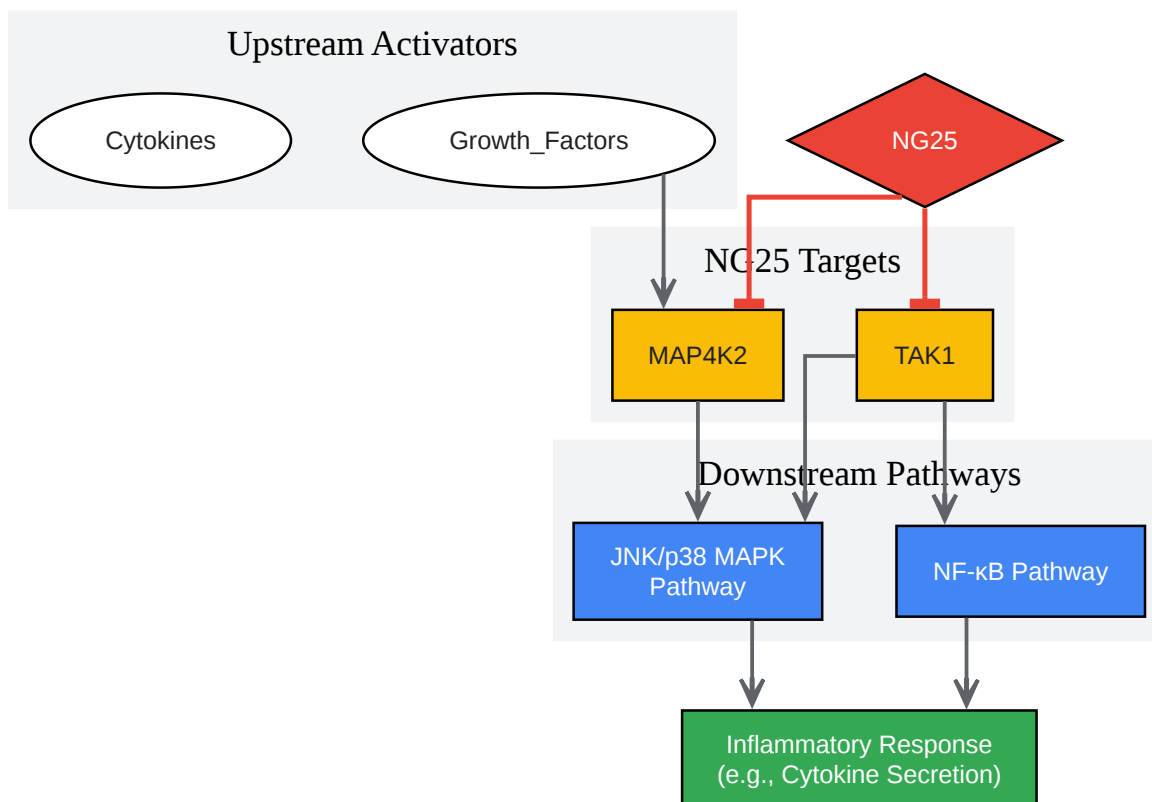 Upstream Activators
Cytokines
Growth_Factors
NG25
NG25 Targets
MAP4K2
TAK1
Downstream Pathways
JNK/p38 MAPK
Pathway
NF-κB Pathway
Inflammatory Response
(e.g., Cytokine Secretion)